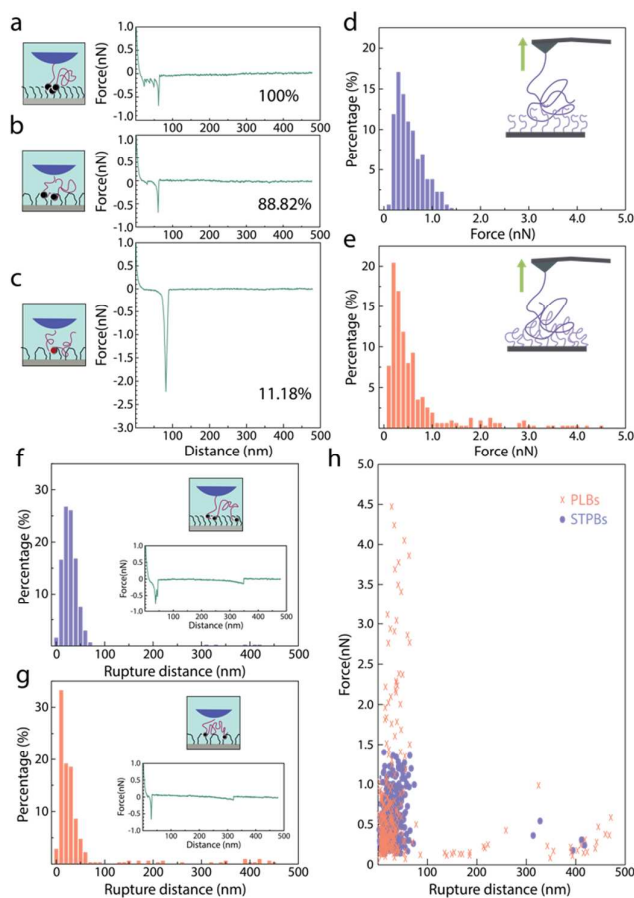 a
Force(nN)
1.0
0.5
0
-0.5
-1.0
100 200 300 400 500
100%
b
Force(nN)
1.0
0.5
0
-0.5
-1.0
100 200 300 400 500
88.82%
c
Force(nN)
1.0
0.5
0
-0.5
-1.0
-1.5
-2.0
-2.5
-3.0
0 100 200 300 400 500
Distance (nm)
11.18%
d
Percentage (%)
20
15
10
5
0 1.0 2.0 3.0 4.0 5.0
Force (nN)
e
Percentage (%)
20
15
10
5
0 1.0 2.0 3.0 4.0 5.0
Force (nN)
f
Percentage (%)
30
20
10
0 100 200 300 400 500
Rupture distance (nm)
Force(nN)
1.0
0.5
0
-0.5
-1.0
100 200 300 400 500
Distance (nm)
g
Percentage (%)
30
20
10
0 100 200 300 400 500
Rupture distance (nm)
Force(nN)
1.0
0.5
0
-0.5
-1.0
100 200 300 400 500
Distance (nm)
h
Force(nN)
5.0
4.5
4.0
3.5
3.0
2.5
2.0
1.5
1.0
0.5
0
0 100 200 300 400 500
Rupture distance (nm)
PLBs
STPBs